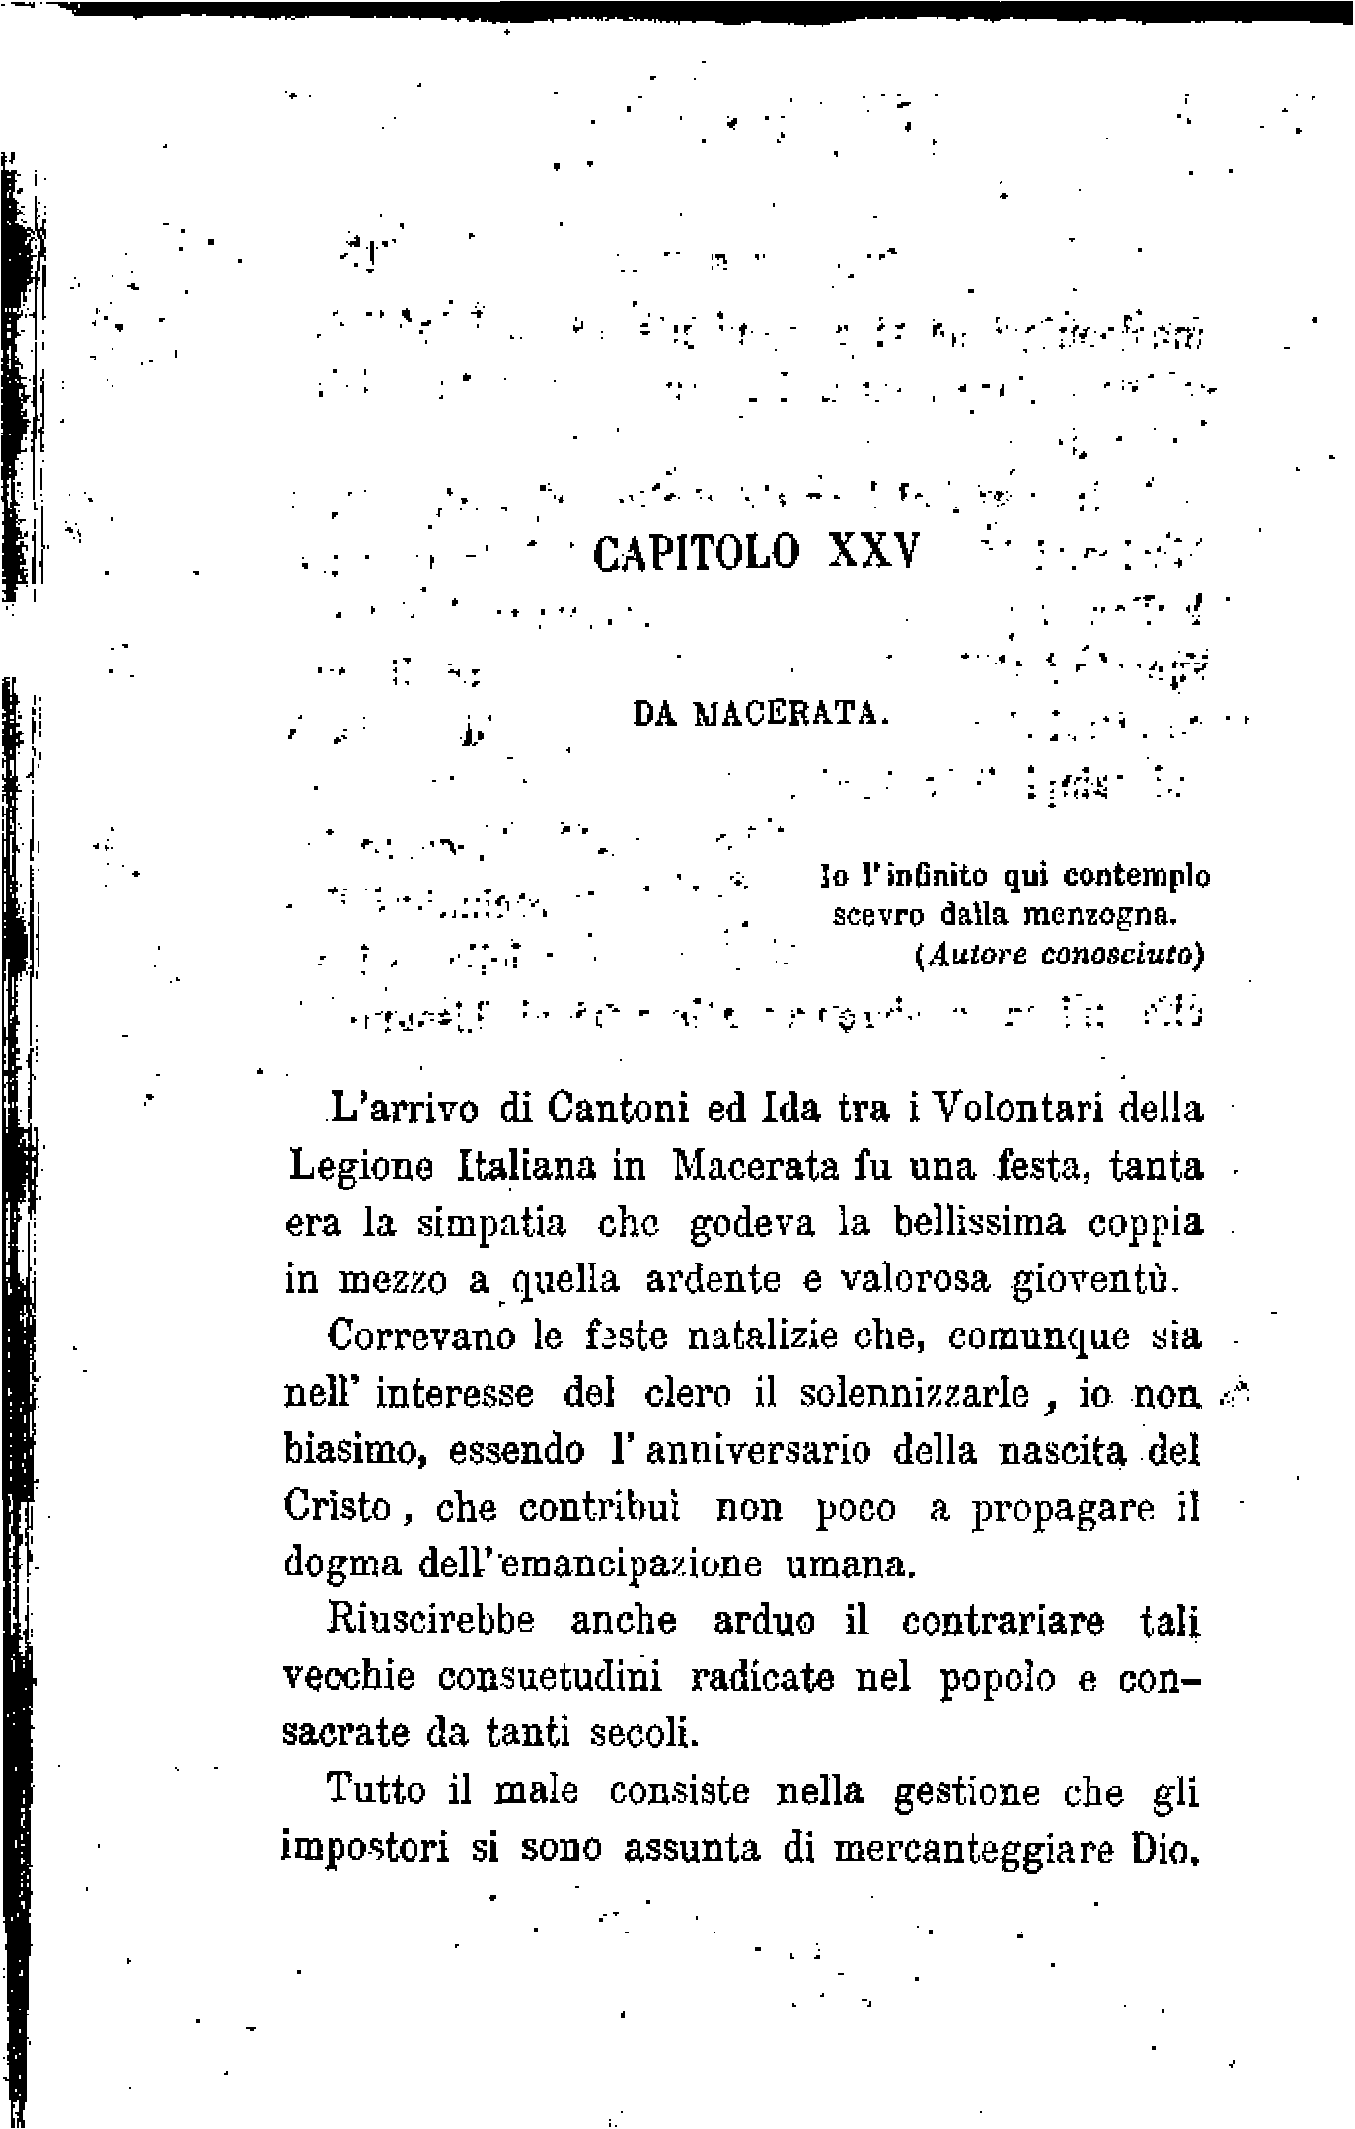 CAPITOLO XXV
DA MACERATA.
Io l'infinito qui contemplo
scevro dalla menzogna.
(Autore conosciuto)
L'arrivo di Cantoni ed Ida tra i Volontari della
Legione Italiana in Macerata fu una festa, tanta
era la simpatia che godeva la bellissima coppia
in mezzo a quella ardente e valorosa gioventù.
Correvano le feste natalizie che, comunque sia
nell' interesse del clero il solennizzarle, io non
biasimo, essendo l'anniversario della nascita del
Cristo, che contribuì non poco a propagare il
dogma dell'emancipazione umana.
Riuscirebbe anche arduo il contrariare tali
vecchie consuetudini radicate nel popolo e con-
sacrate da tanti secoli.
Tutto il male consiste nella gestione che gli
impostori si sono assunta di mercanteggiare Dio.